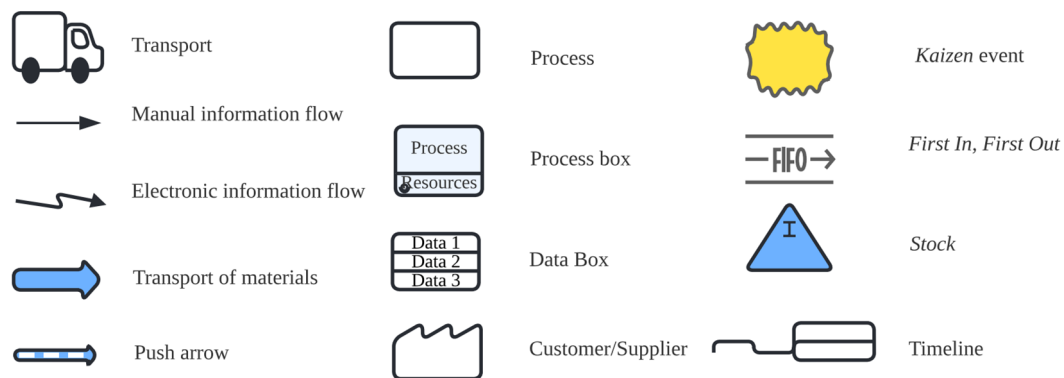 Transport
Manual information flow
Electronic information flow
Transport of materials
Push arrow
Process
Process
Resources
Process box
Data 1
Data 2
Data 3
Data Box
Customer/Supplier
Kaizen event
FIFO
First In, First Out
I
Stock
Timeline